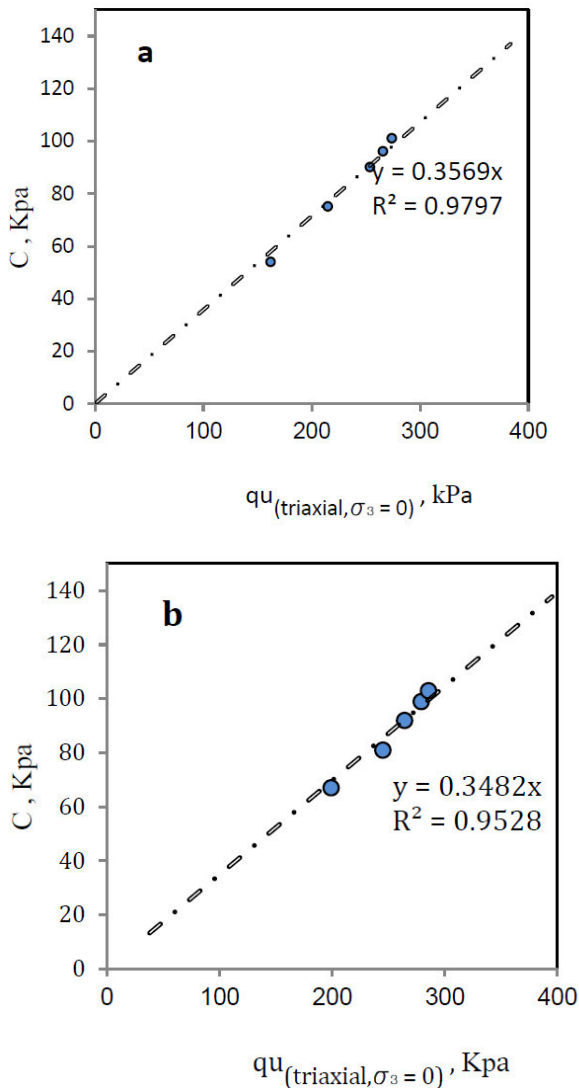 a
140
120
100
80
60
40
20
0
C , Kpa
y = 0.3569x
R² = 0.9797
0 100 200 300 400
qu(triaxial,σ₃ = 0) , kPa
b
140
120
100
80
60
40
20
0
C , Kpa
y = 0.3482x
R² = 0.9528
0 100 200 300 400
qu(triaxial,σ₃ = 0) , Kpa